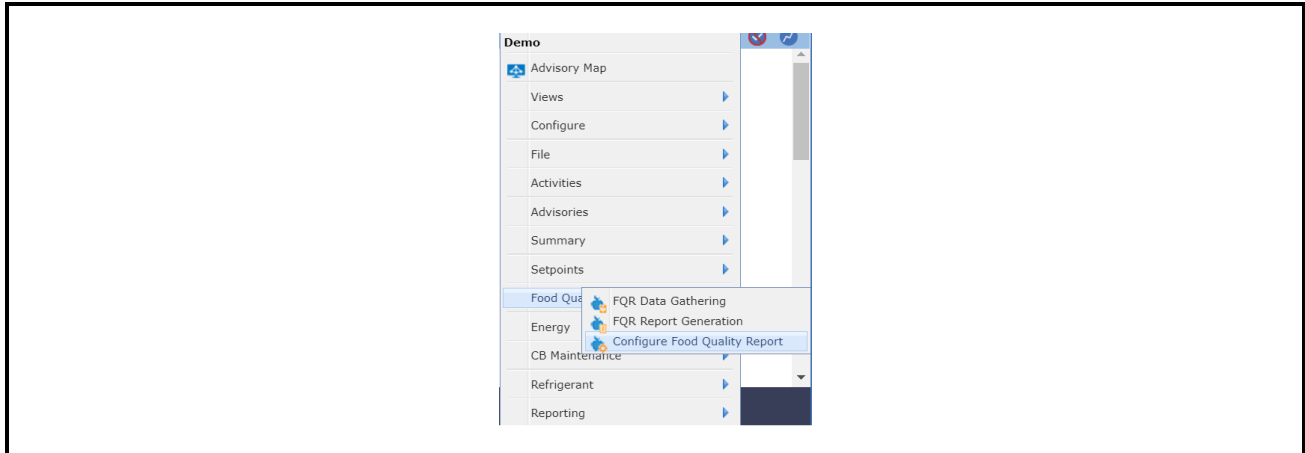 Demo
Advisory Map
Views
Configure
File
Activities
Advisories
Summary
Setpoints
Food Qua
FQR Data Gathering
FQR Report Generation
Energy
Configure Food Quality Report
CB Maintenance
Refrigerant
Reporting